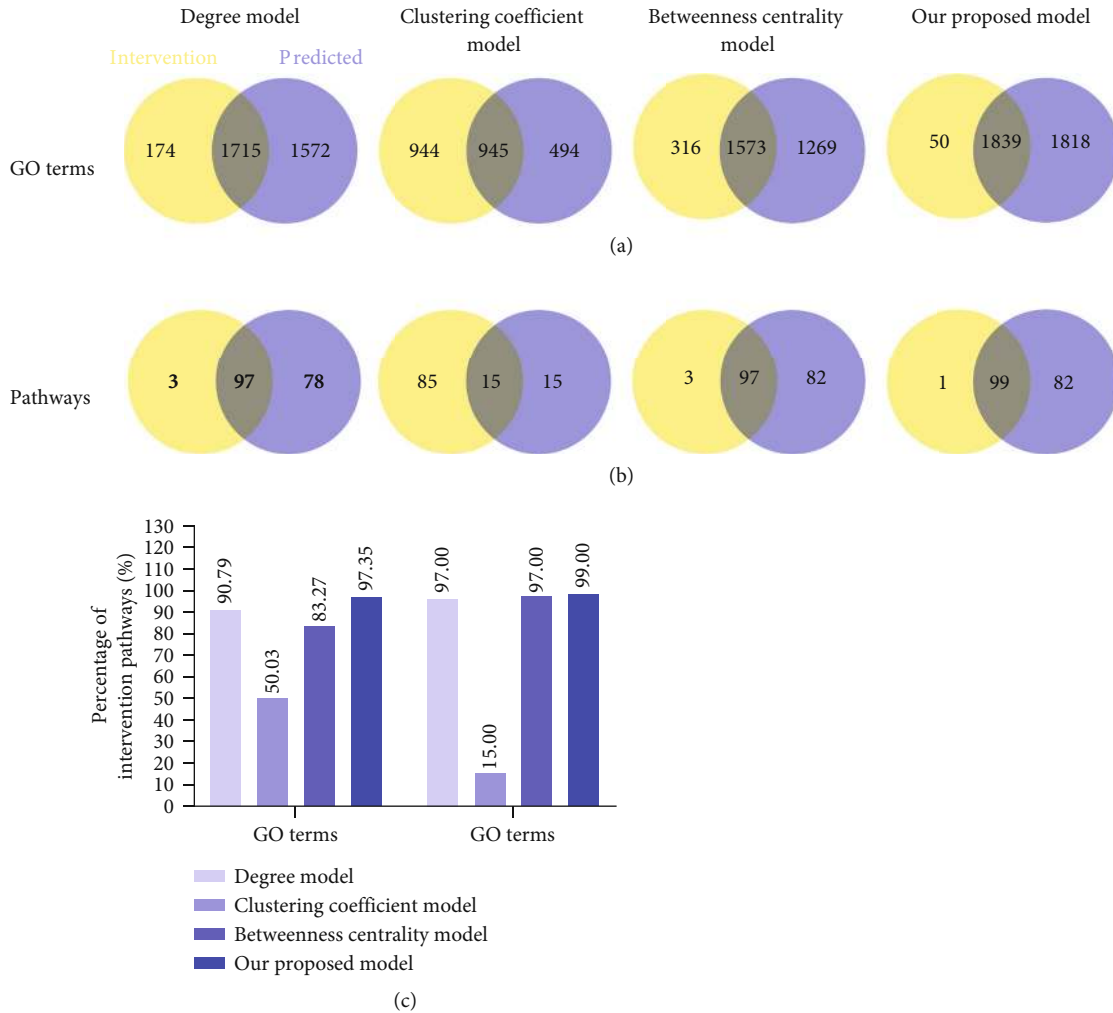 Degree model
Clustering coefficient
model
Betweenness centrality
model
Our proposed model
Intervention
Predicted
GO terms
174 1715 1572
944 945 494
316 1573 1269
50 1839 1818
(a)
Pathways
3 97 78
85 15 15
3 97 82
1 99 82
(b)
Percentage of
intervention pathways (%)
130
120
110
100
90
80
70
60
50
40
30
20
10
0
90.79
50.03
83.27
97.35
97.00
15.00
97.00
99.00
GO terms
GO terms
Degree model
Clustering coefficient model
Betweenness centrality model
Our proposed model
(c)